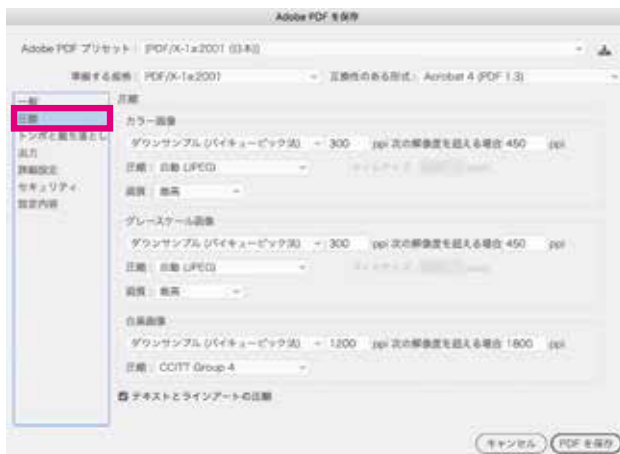 Adobe PDF を保存
Adobe PDF プリセット： [PDF/X-1a:2001 (日本)]
準拠する規格： PDF/X-1a:2001 互換性のある形式： Acrobat 4 (PDF 1.3)
一般
圧縮
トンボと裁ち落とし
出力
詳細設定
セキュリティ
設定内容
圧縮
カラー画像
ダウンサンプル (バイキュービック法) 300 ppi 次の解像度を超える場合 450 ppi
圧縮： 自動 (JPEG)
画質： 最高
グレースケール画像
ダウンサンプル (バイキュービック法) 300 ppi 次の解像度を超える場合 450 ppi
圧縮： 自動 (JPEG)
画質： 最高
白黒画像
ダウンサンプル (バイキュービック法) 1200 ppi 次の解像度を超える場合 1800 ppi
圧縮： CCITT Group 4
テキストとラインアートの圧縮
キャンセル PDF を保存